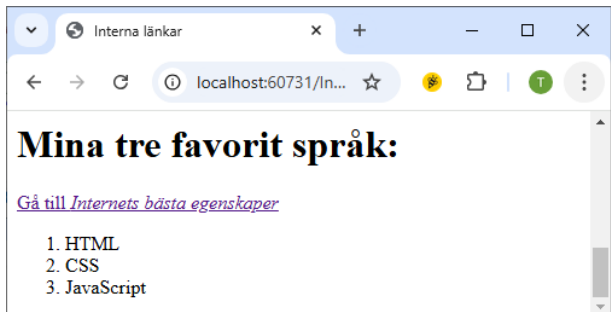 Interna länkar
localhost:60731/In...
T
Mina tre favorit språk:
Gå till Internets bästa egenskaper
1. HTML
2. CSS
3. JavaScript